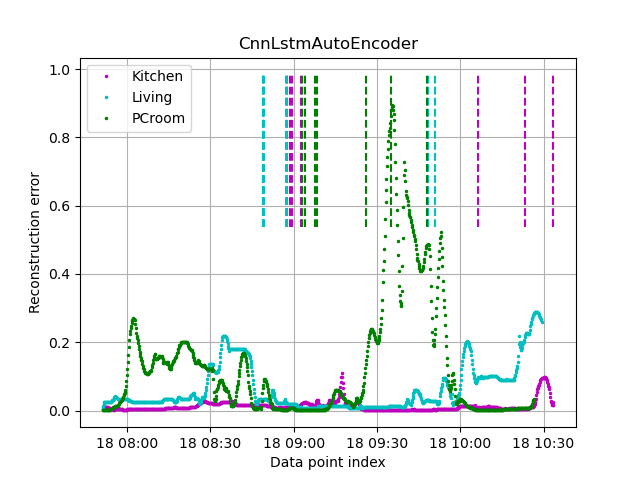 CnnLstmAutoEncoder
1.0
0.8
0.6
0.4
0.2
0.0
Reconstruction error
Kitchen
Living
PCroom
18 08:00 18 08:30 18 09:00 18 09:30 18 10:00 18 10:30
Data point index